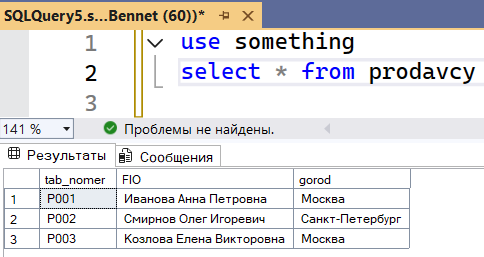 SQLQuery5.s...Bennet (60))*
1 use something
2 select * from prodavcy
3
141 %
Проблемы не найдены.
Результаты Сообщения
tab_nomer FIO gorod
1 P001 Иванова Анна Петровна Москва
2 P002 Смирнов Олег Игоревич Санкт-Петербург
3 P003 Козлова Елена Викторовна Москва